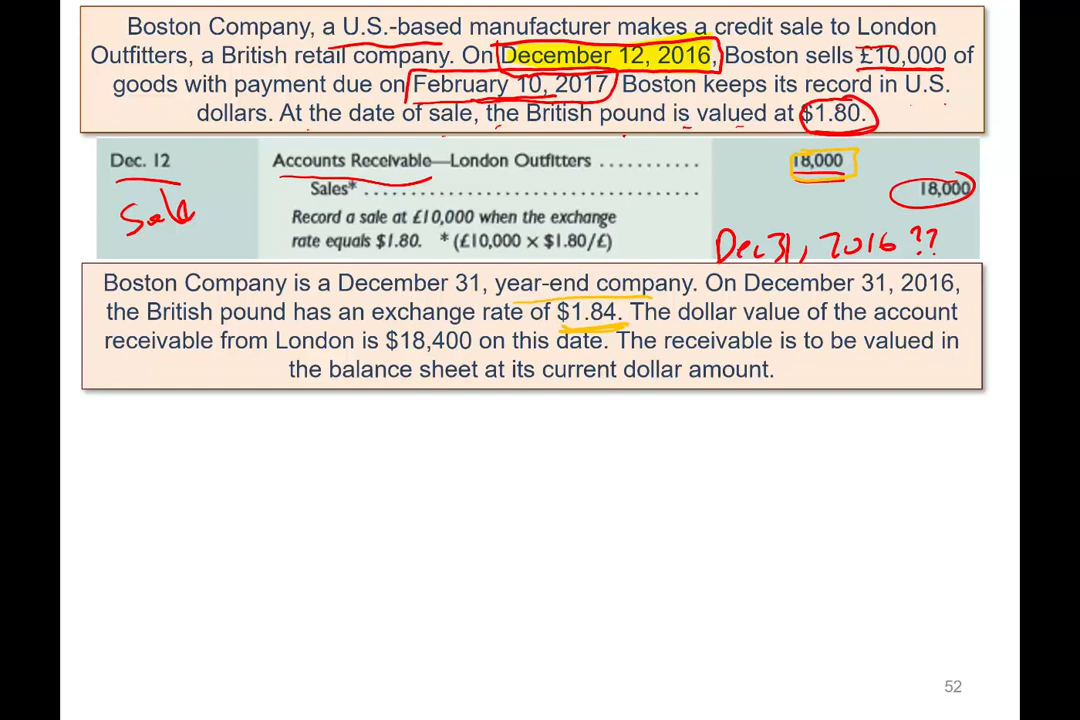 Boston Company, a U.S.-based manufacturer makes a credit sale to London
Outfitters, a British retail company. On December 12, 2016, Boston sells £10,000 of
goods with payment due on February 10, 2017. Boston keeps its record in U.S.
dollars. At the date of sale, the British pound is valued at $1.80.
Dec. 12 Accounts Receivable—London Outfitters . . . . . . . . . . . 18,000
Sales* . . . . . . . . . . . . . . . . . . . . . . . . . . . . . . . . . . . . . 18,000
Sale
Record a sale at £10,000 when the exchange
rate equals $1.80. *(£10,000 × $1.80/£)
Dec 31, 2016 ??
Boston Company is a December 31, year-end company. On December 31, 2016,
the British pound has an exchange rate of $1.84. The dollar value of the account
receivable from London is $18,400 on this date. The receivable is to be valued in
the balance sheet at its current dollar amount.
52